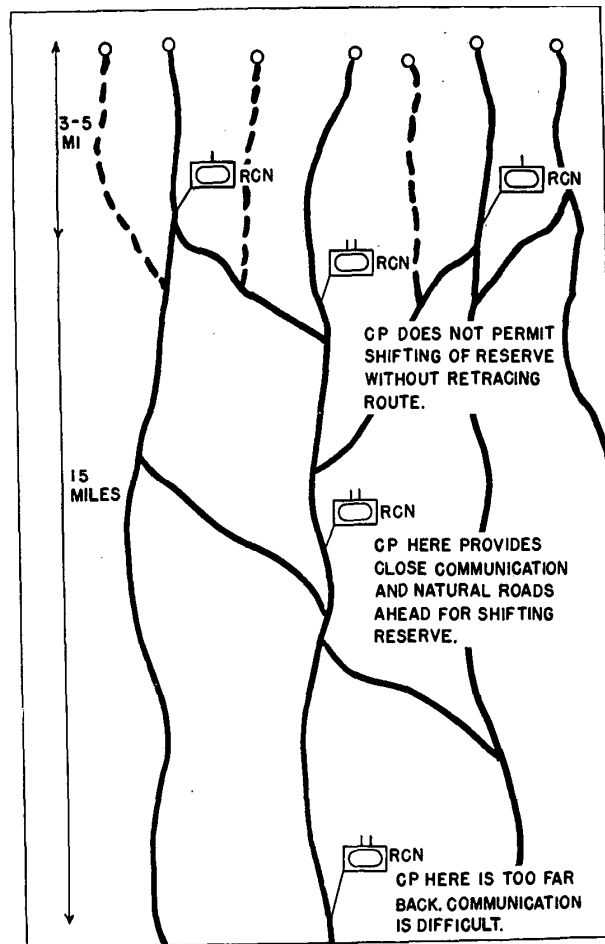 3-5
MI
RCN
RCN
RCN
CP DOES NOT PERMIT
SHIFTING OF RESERVE
WITHOUT RETRACING
ROUTE.
15
MILES
RCN
CP HERE PROVIDES
CLOSE COMMUNICATION
AND NATURAL ROADS
AHEAD FOR SHIFTING
RESERVE.
RCN
CP HERE IS TOO FAR
BACK. COMMUNICATION
IS DIFFICULT.